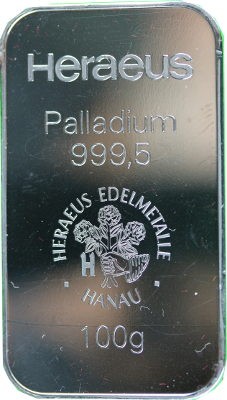 Heraeus
Palladium
999,5
HERAEUS EDELMETALLE
H
· HANAU ·
100g